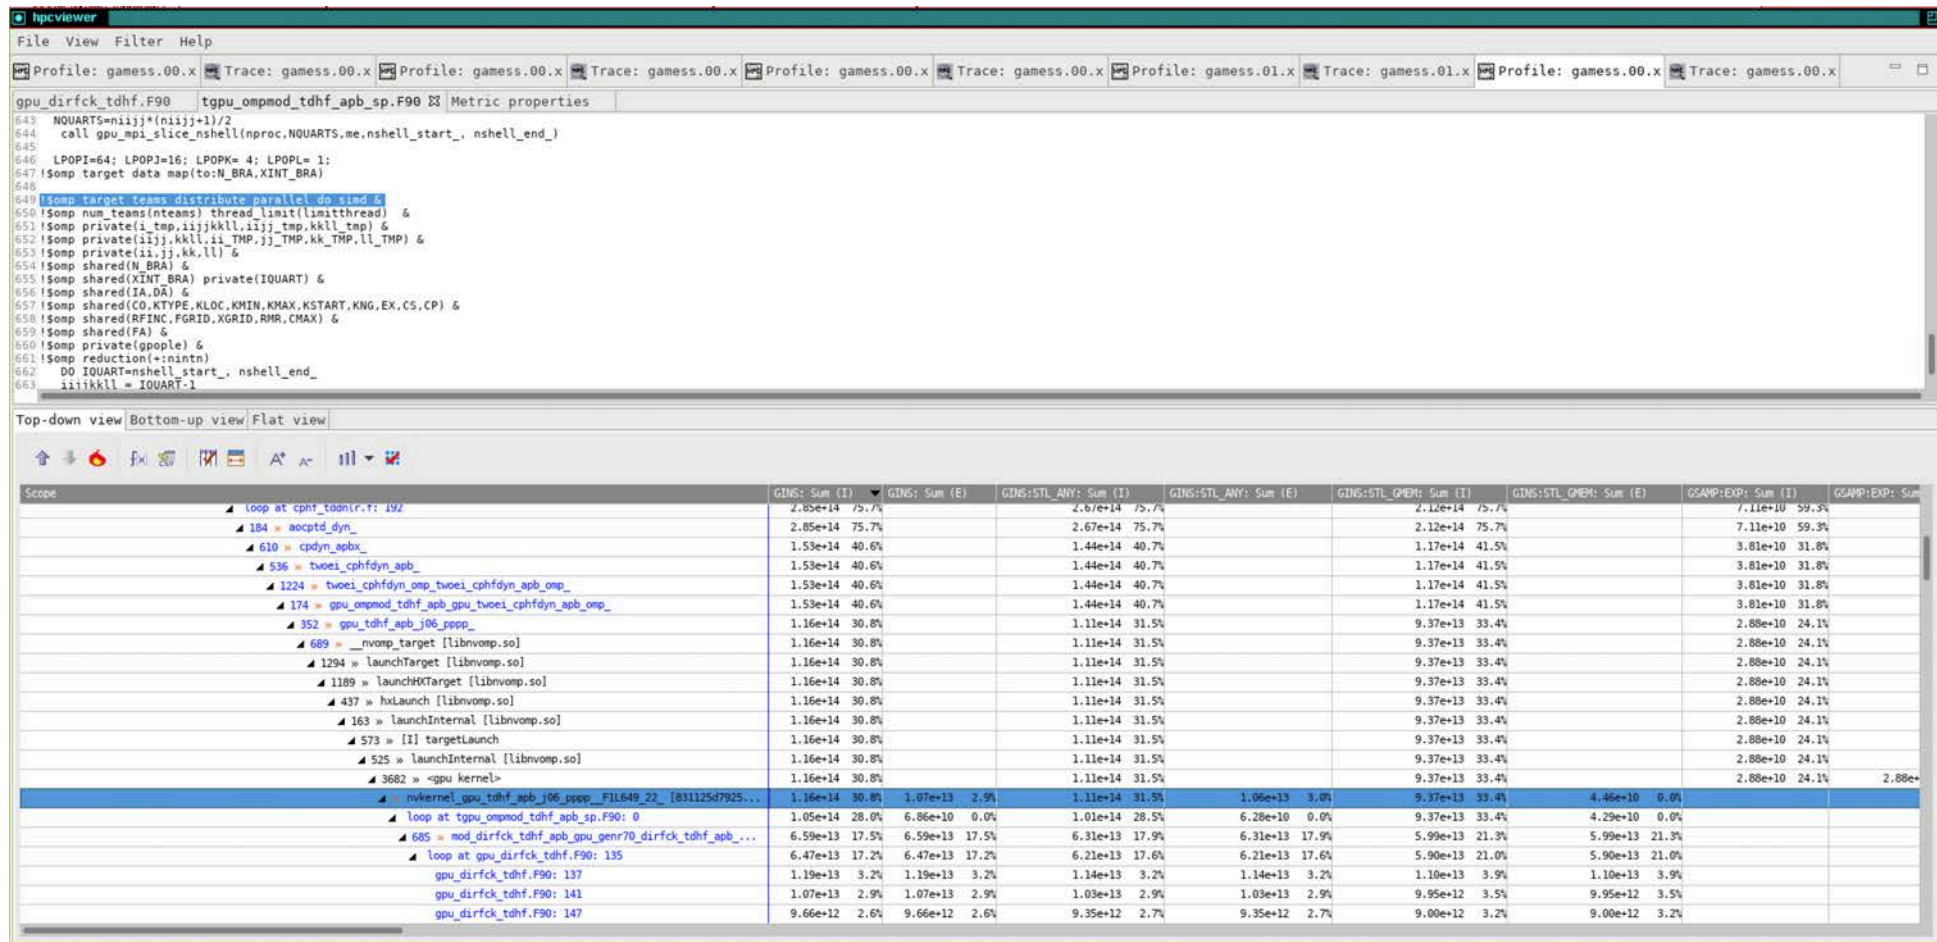 hpcviewer
File View Filter Help
Profile: gamess.00.x Trace: gamess.00.x Profile: gamess.00.x Trace: gamess.00.x Profile: gamess.00.x Trace: gamess.00.x Profile: gamess.01.x Trace: gamess.01.x Profile: gamess.00.x Trace: gamess.00.x
gpu_dirfck_tdhf.F90 tgpu_ompmod_tdhf_apb_sp.F90 Metric properties
643 NQUARTS=niijj*(niijj+1)/2
644 call gpu_mpi_slice_nshell(nproc,NQUARTS,me,nshell_start_, nshell_end_)
645
646 LPOPI=64; LPOPJ=16; LPOPK= 4; LPOPL= 1;
647 !$omp target data map(to:N_BRA,XINT_BRA)
648
649 !$omp target teams distribute parallel do simd &
650 !$omp num_teams(nteams) thread_limit(limitthread) &
651 !$omp private(i_tmp,iijjkkll,iijj_tmp,kkll_tmp) &
652 !$omp private(iijj,kkll,ii_TMP,jj_TMP,kk_TMP,ll_TMP) &
653 !$omp private(ii,jj,kk,ll) &
654 !$omp shared(N_BRA) &
655 !$omp shared(XINT_BRA) private(IQUART) &
656 !$omp shared(IA,DA) &
657 !$omp shared(CO,KTYPE,KLOC,KMIN,KMAX,KSTART,KNG,EX,CS,CP) &
658 !$omp shared(RFINC,FGRID,XGRID,RMR,CMAX) &
659 !$omp shared(FA) &
660 !$omp private(gpople) &
661 !$omp reduction(+:nintn)
662 DO IQUART=nshell_start_, nshell_end_
663 iijjkkll = IQUART-1
Top-down view Bottom-up view Flat view
Scope GINS: Sum (I) GINS: Sum (E) GINS:STL_ANY: Sum (I) GINS:STL_ANY: Sum (E) GINS:STL_GMEM: Sum (I) GINS:STL_GMEM: Sum (E) GSAMP:EXP: Sum (I) GSAMP:EXP: Sum
loop at cphf_tddnlr.f: 192 2.85e+14 75.7% 2.67e+14 75.7% 2.12e+14 75.7% 7.11e+10 59.3%
184 » aocptd_dyn_ 2.85e+14 75.7% 2.67e+14 75.7% 2.12e+14 75.7% 7.11e+10 59.3%
610 » cpdyn_apbx_ 1.53e+14 40.6% 1.44e+14 40.7% 1.17e+14 41.5% 3.81e+10 31.8%
536 » twoei_cphfdyn_apb_ 1.53e+14 40.6% 1.44e+14 40.7% 1.17e+14 41.5% 3.81e+10 31.8%
1224 » twoei_cphfdyn_omp_twoei_cphfdyn_apb_omp_ 1.53e+14 40.6% 1.44e+14 40.7% 1.17e+14 41.5% 3.81e+10 31.8%
174 » gpu_ompmod_tdhf_apb_gpu_twoei_cphfdyn_apb_omp_ 1.53e+14 40.6% 1.44e+14 40.7% 1.17e+14 41.5% 3.81e+10 31.8%
352 » gpu_tdhf_apb_j06_pppp_ 1.16e+14 30.8% 1.11e+14 31.5% 9.37e+13 33.4% 2.88e+10 24.1%
689 » __nvomp_target [libnvomp.so] 1.16e+14 30.8% 1.11e+14 31.5% 9.37e+13 33.4% 2.88e+10 24.1%
1294 » launchTarget [libnvomp.so] 1.16e+14 30.8% 1.11e+14 31.5% 9.37e+13 33.4% 2.88e+10 24.1%
1189 » launchHXTarget [libnvomp.so] 1.16e+14 30.8% 1.11e+14 31.5% 9.37e+13 33.4% 2.88e+10 24.1%
437 » hxLaunch [libnvomp.so] 1.16e+14 30.8% 1.11e+14 31.5% 9.37e+13 33.4% 2.88e+10 24.1%
163 » launchInternal [libnvomp.so] 1.16e+14 30.8% 1.11e+14 31.5% 9.37e+13 33.4% 2.88e+10 24.1%
573 » [I] targetLaunch 1.16e+14 30.8% 1.11e+14 31.5% 9.37e+13 33.4% 2.88e+10 24.1%
525 » launchInternal [libnvomp.so] 1.16e+14 30.8% 1.11e+14 31.5% 9.37e+13 33.4% 2.88e+10 24.1%
3682 » <gpu kernel> 1.16e+14 30.8% 1.11e+14 31.5% 9.37e+13 33.4% 2.88e+10 24.1% 2.88e+
» nvkernel_gpu_tdhf_apb_j06_pppp__F1L649_22_ [831125d7925... 1.16e+14 30.8% 1.07e+13 2.9% 1.11e+14 31.5% 1.06e+13 3.0% 9.37e+13 33.4% 4.46e+10 0.0%
loop at tgpu_ompmod_tdhf_apb_sp.F90: 0 1.05e+14 28.0% 6.86e+10 0.0% 1.01e+14 28.5% 6.28e+10 0.0% 9.37e+13 33.4% 4.29e+10 0.0%
685 » mod_dirfck_tdhf_apb_gpu_genr70_dirfck_tdhf_apb_... 6.59e+13 17.5% 6.59e+13 17.5% 6.31e+13 17.9% 6.31e+13 17.9% 5.99e+13 21.3% 5.99e+13 21.3%
loop at gpu_dirfck_tdhf.F90: 135 6.47e+13 17.2% 6.47e+13 17.2% 6.21e+13 17.6% 6.21e+13 17.6% 5.90e+13 21.0% 5.90e+13 21.0%
gpu_dirfck_tdhf.F90: 137 1.19e+13 3.2% 1.19e+13 3.2% 1.14e+13 3.2% 1.14e+13 3.2% 1.10e+13 3.9% 1.10e+13 3.9%
gpu_dirfck_tdhf.F90: 141 1.07e+13 2.9% 1.07e+13 2.9% 1.03e+13 2.9% 1.03e+13 2.9% 9.95e+12 3.5% 9.95e+12 3.5%
gpu_dirfck_tdhf.F90: 147 9.66e+12 2.6% 9.66e+12 2.6% 9.35e+12 2.7% 9.35e+12 2.7% 9.00e+12 3.2% 9.00e+12 3.2%